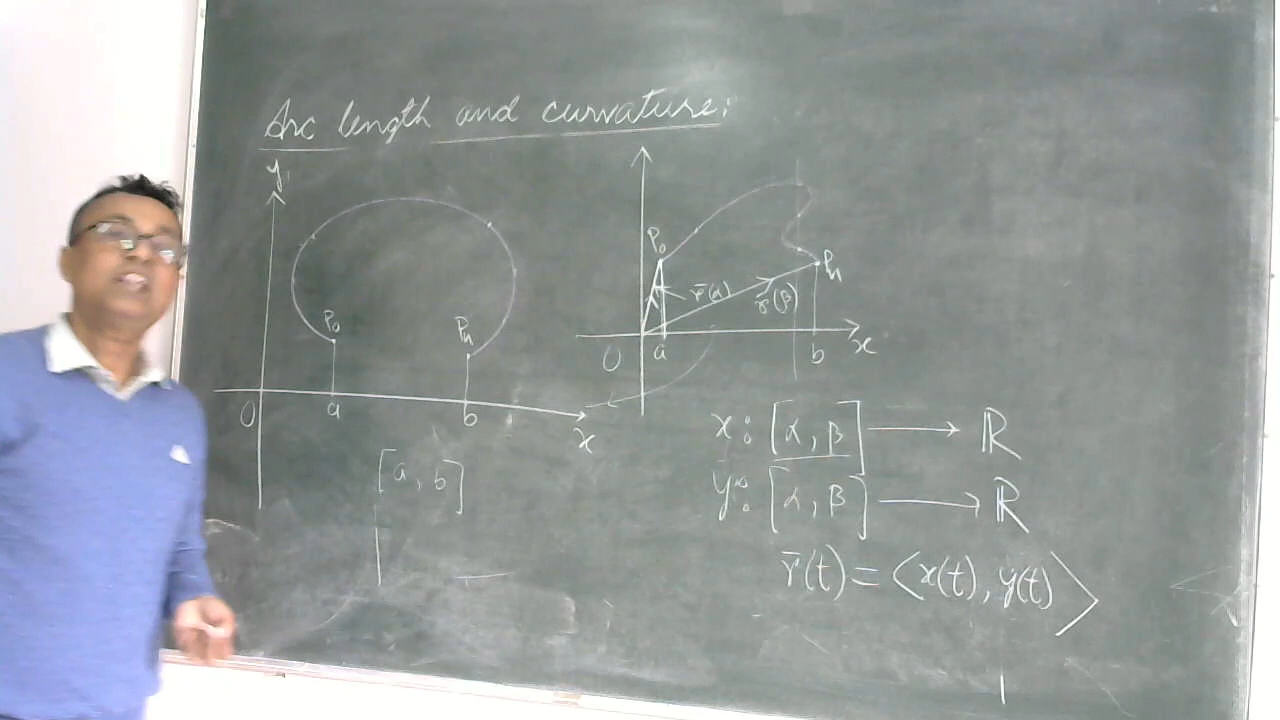 Arc length and curvature:
y
P₀
Pₙ
O
a
b
x
[a, b]
P₀
Pₙ
r̄(α)
r̄(β)
O
a
b
x
x: [α, β] → ℝ
y: [α, β] → ℝ
r̄(t) = ⟨x(t), y(t)⟩